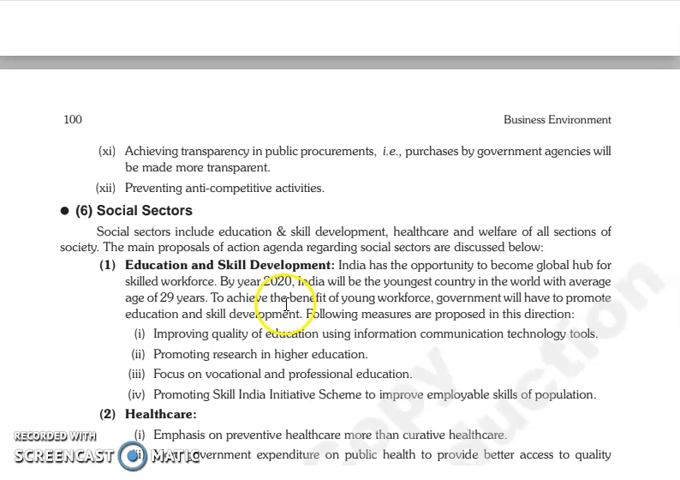 100 Business Environment
(xi) Achieving transparency in public procurements, i.e., purchases by government agencies will
be made more transparent.
(xii) Preventing anti-competitive activities.
● (6) Social Sectors
Social sectors include education & skill development, healthcare and welfare of all sections of
society. The main proposals of action agenda regarding social sectors are discussed below:
(1) Education and Skill Development: India has the opportunity to become global hub for
skilled workforce. By year 2020, India will be the youngest country in the world with average
age of 29 years. To achieve the benefit of young workforce, government will have to promote
education and skill development. Following measures are proposed in this direction:
(i) Improving quality of education using information communication technology tools.
(ii) Promoting research in higher education.
(iii) Focus on vocational and professional education.
(iv) Promoting Skill India Initiative Scheme to improve employable skills of population.
(2) Healthcare:
(i) Emphasis on preventive healthcare more than curative healthcare.
government expenditure on public health to provide better access to quality
RECORDED WITH
SCREENCAST MATIC